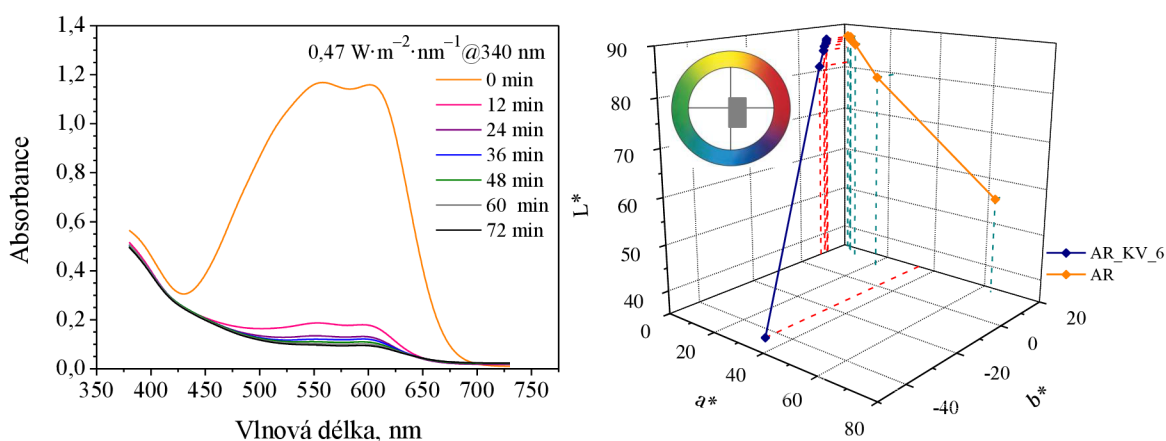 1,4
1,2
1,0
0,8
0,6
0,4
0,2
0,0
Absorbance
350 400 450 500 550 600 650 700 750
Vlnová délka, nm
0,47 W·m⁻²·nm⁻¹@340 nm
0 min
12 min
24 min
36 min
48 min
60 min
72 min
90
80
70
60
50
40
L*
0
20
40
60
80
a*
-40
-20
0
20
b*
AR_KV_6
AR